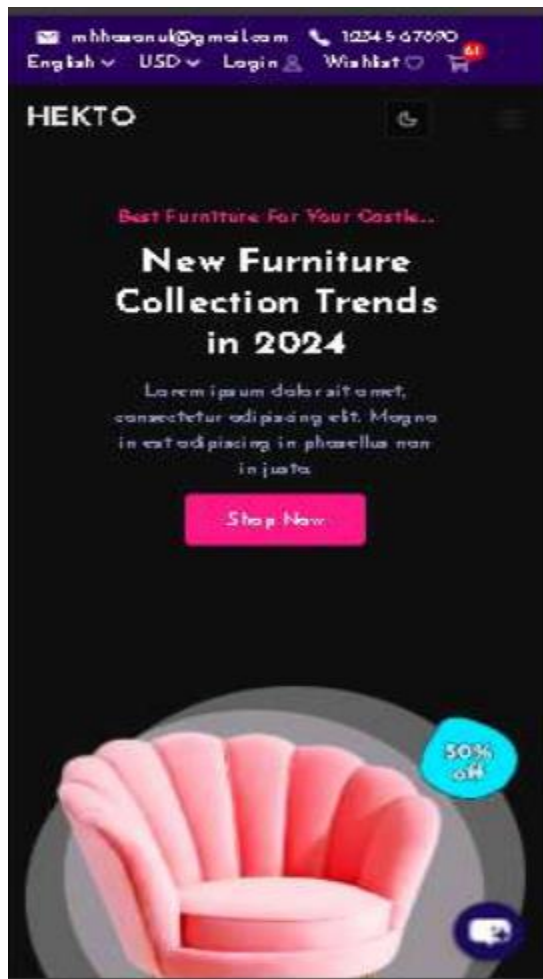 mhhasanul@gmail.com 1234567890
English USD Login Wishlist 61
HEKTO
Best Furniture For Your Castle...
New Furniture
Collection Trends
in 2024
Lorem ipsum dolor sit amet,
consectetur adipiscing elit. Magna
in est adipiscing in phasellus non
in justo
Shop Now
50%
off